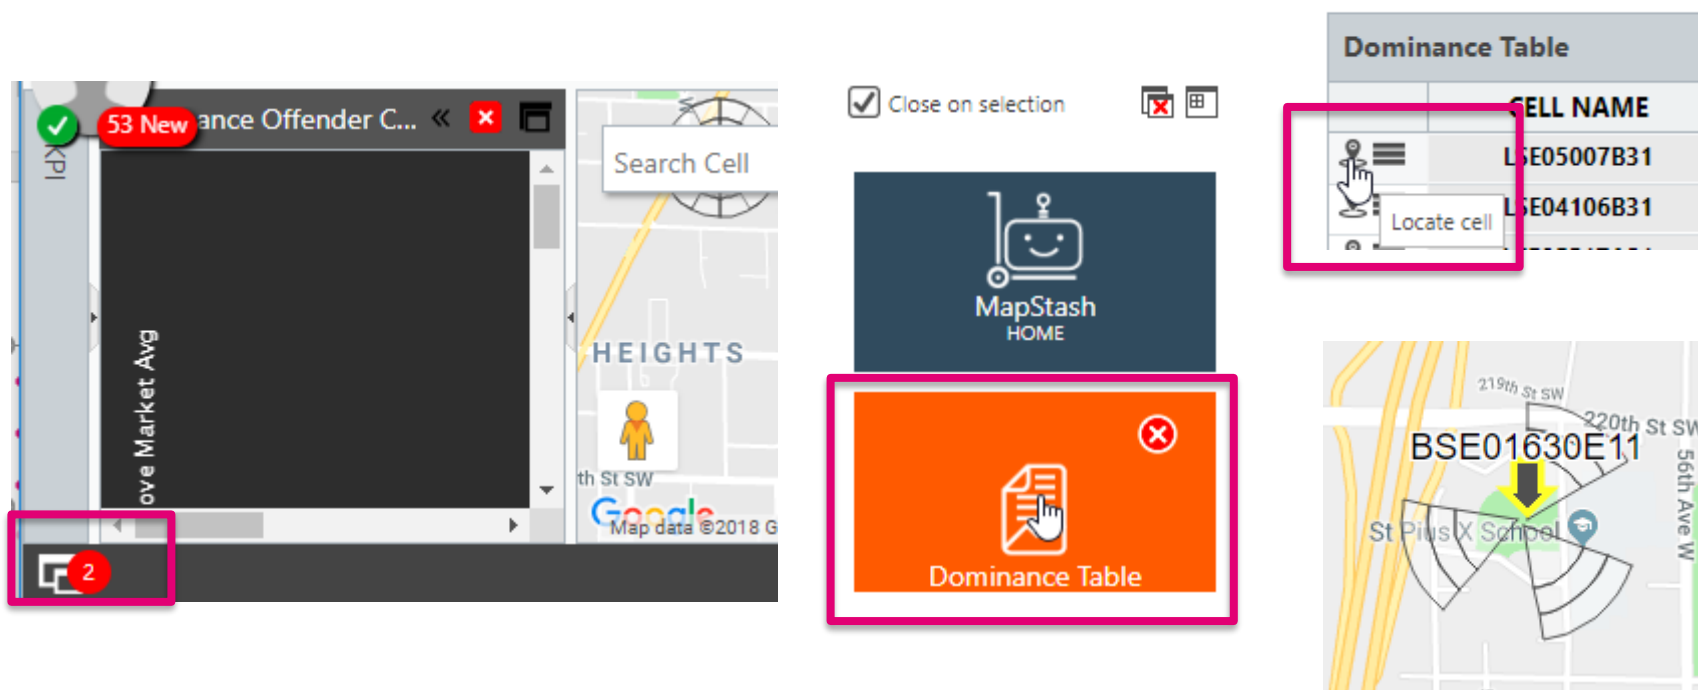 53 New
ance Offender C...
KPI
ove Market Avg
2
Search Cell
HEIGHTS
th St SW
Google
Map data ©2018 G
Close on selection
MapStash
HOME
Dominance Table
Dominance Table
CELL NAME
LSE05007B31
LSE04106B31
Locate cell
219th St SW
220th St SW
BSE01630E11
56th Ave W
St Pius X School